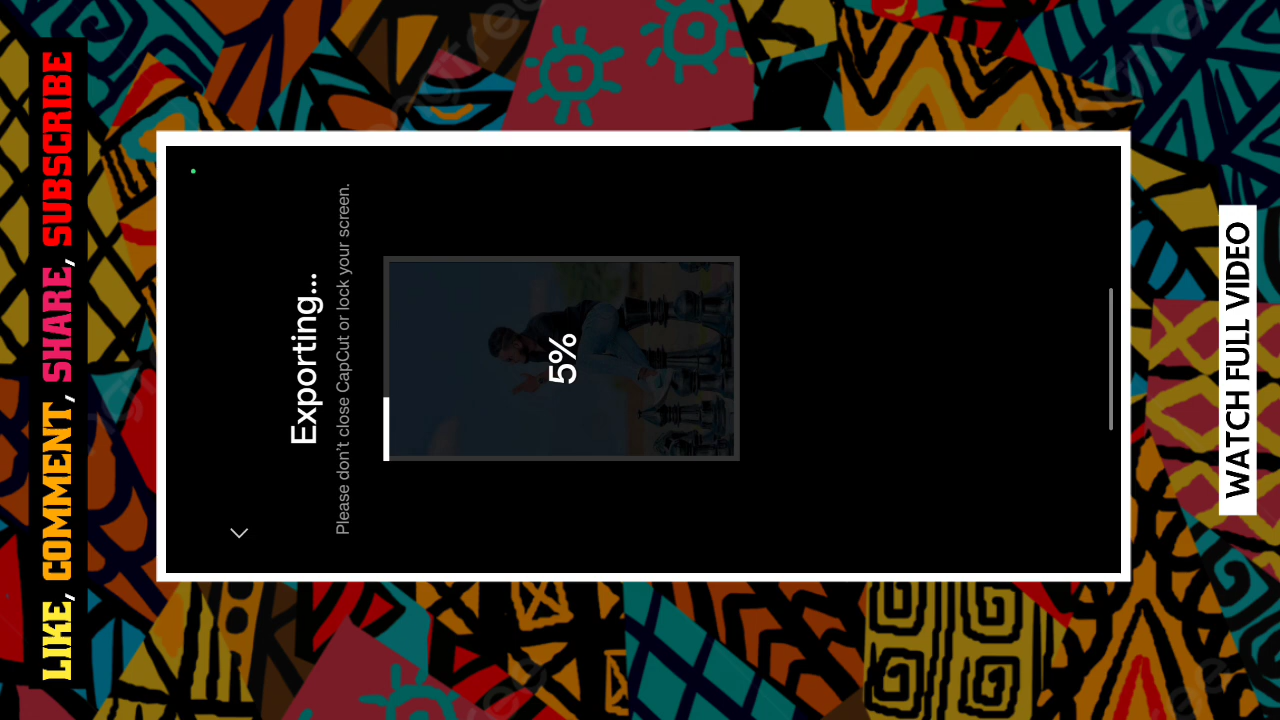 LIKE, COMMENT, SHARE, SUBSCRIBE
Exporting...
Please don't close CapCut or lock your screen.
5%
WATCH FULL VIDEO